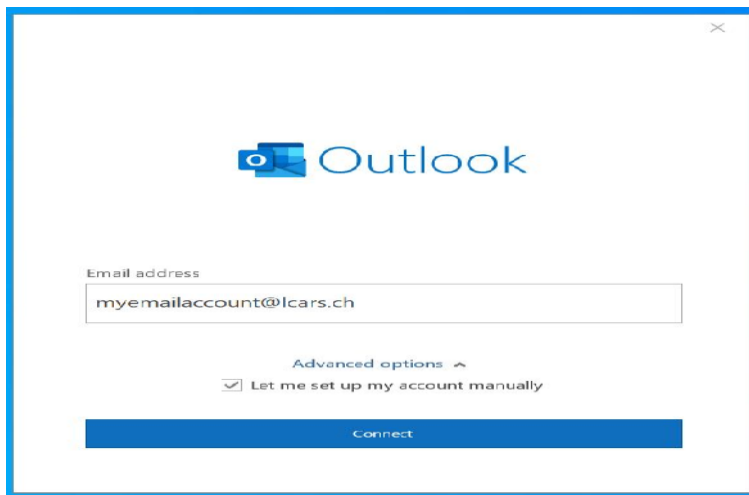 Outlook
Email address
myemailaccount@lcars.ch
Advanced options
Let me set up my account manually
Connect